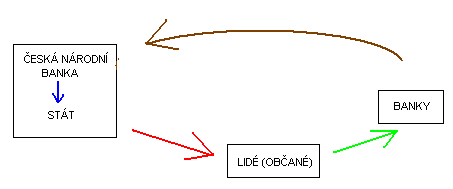 ČESKÁ NÁRODNÍ
BANKA
STÁT
BANKY
LIDÉ (OBČANÉ)